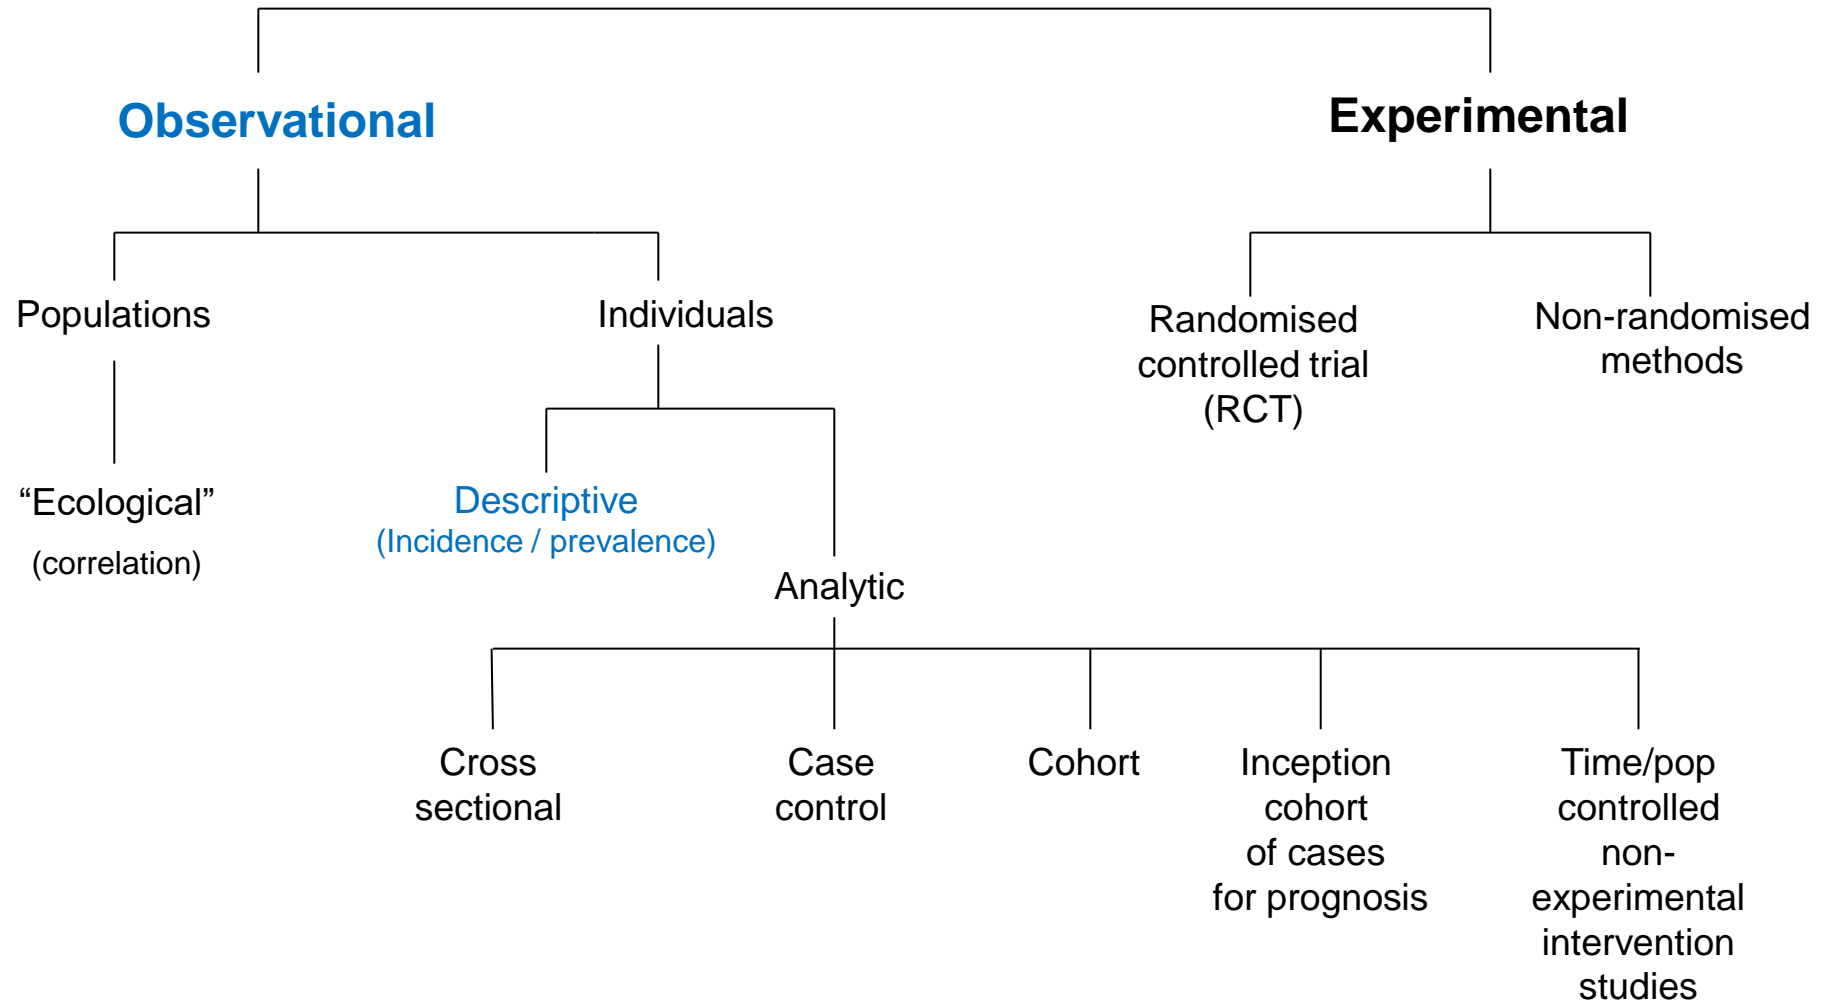 Observational
Experimental
Populations
Individuals
Randomised
controlled trial
(RCT)
Non-randomised
methods
“Ecological”
(correlation)
Descriptive
(Incidence / prevalence)
Analytic
Cross
sectional
Case
control
Cohort
Inception
cohort
of cases
for prognosis
Time/pop
controlled
non-
experimental
intervention
studies